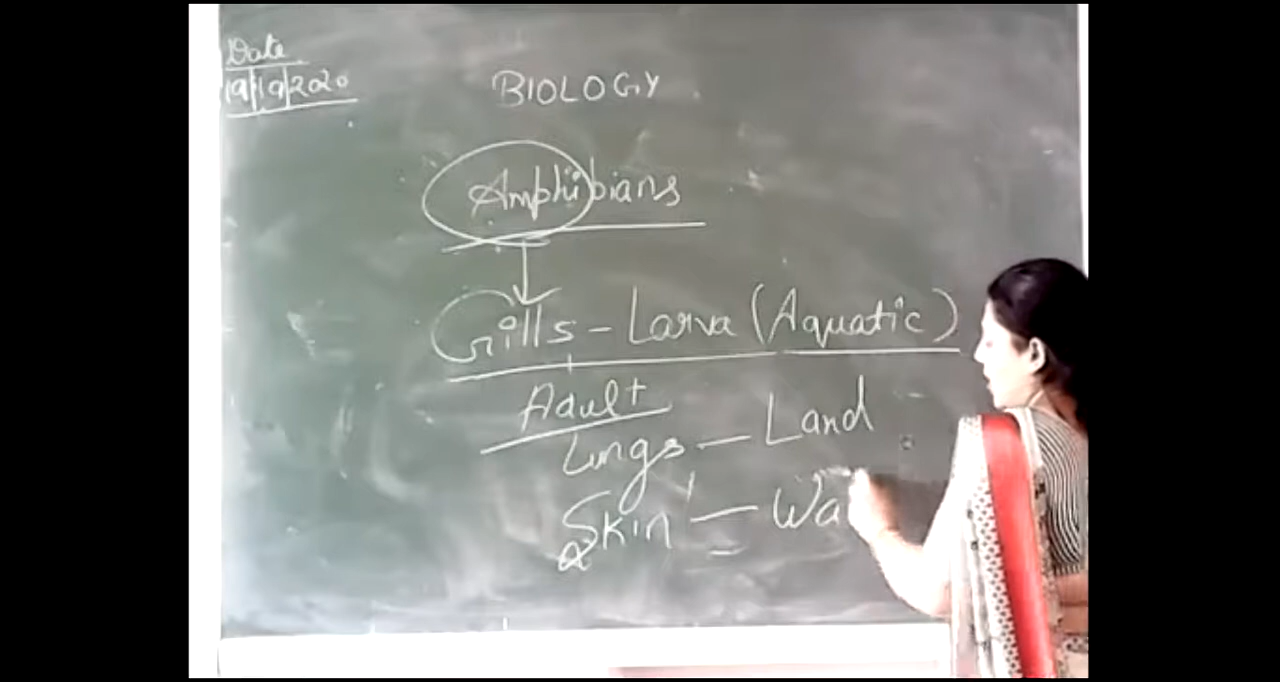 Date
19/9/2020
BIOLOGY
Amphibians
Gills - Larva (Aquatic)
Adult
Lungs - Land
Skin - Wa